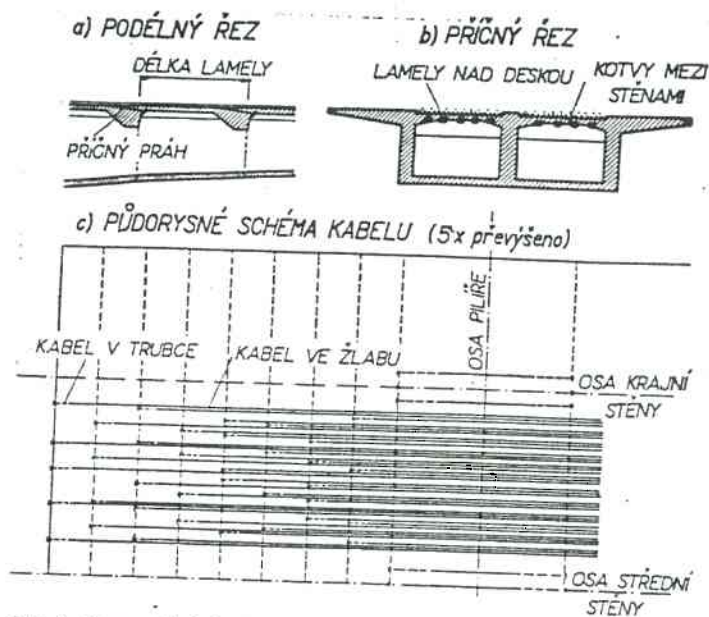 a) PODÉLNÝ ŘEZ
DÉLKA LAMELY
PŘÍČNÝ PRÁH
b) PŘÍČNÝ ŘEZ
LAMELY NAD DESKOU
KOTVY MEZI
STĚNAMI
c) PŮDORYSNÉ SCHÉMA KABELU (5x převýšeno)
OSA PILÍŘE
KABEL V TRUBCE
KABEL VE ŽLABU
OSA KRAJNÍ
STĚNY
OSA STŘEDNÍ
STĚNY